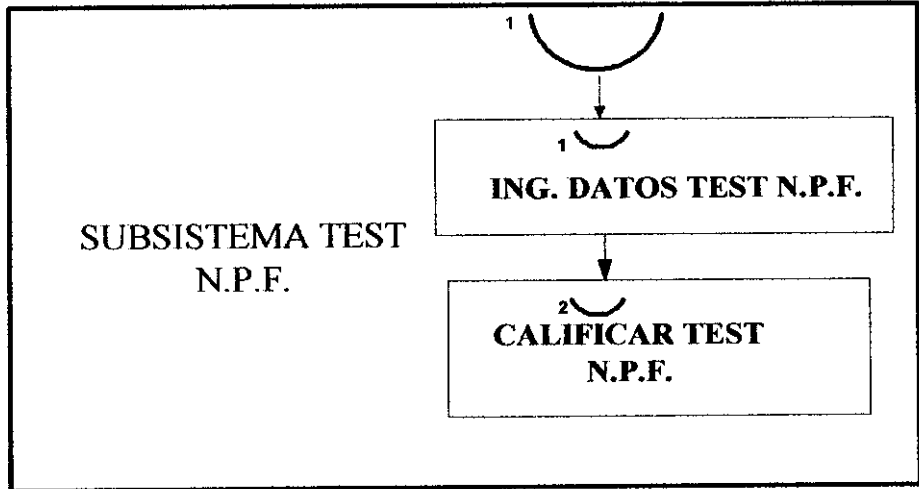 1
1
ING. DATOS TEST N.P.F.
SUBSISTEMA TEST
N.P.F.
2
CALIFICAR TEST
N.P.F.